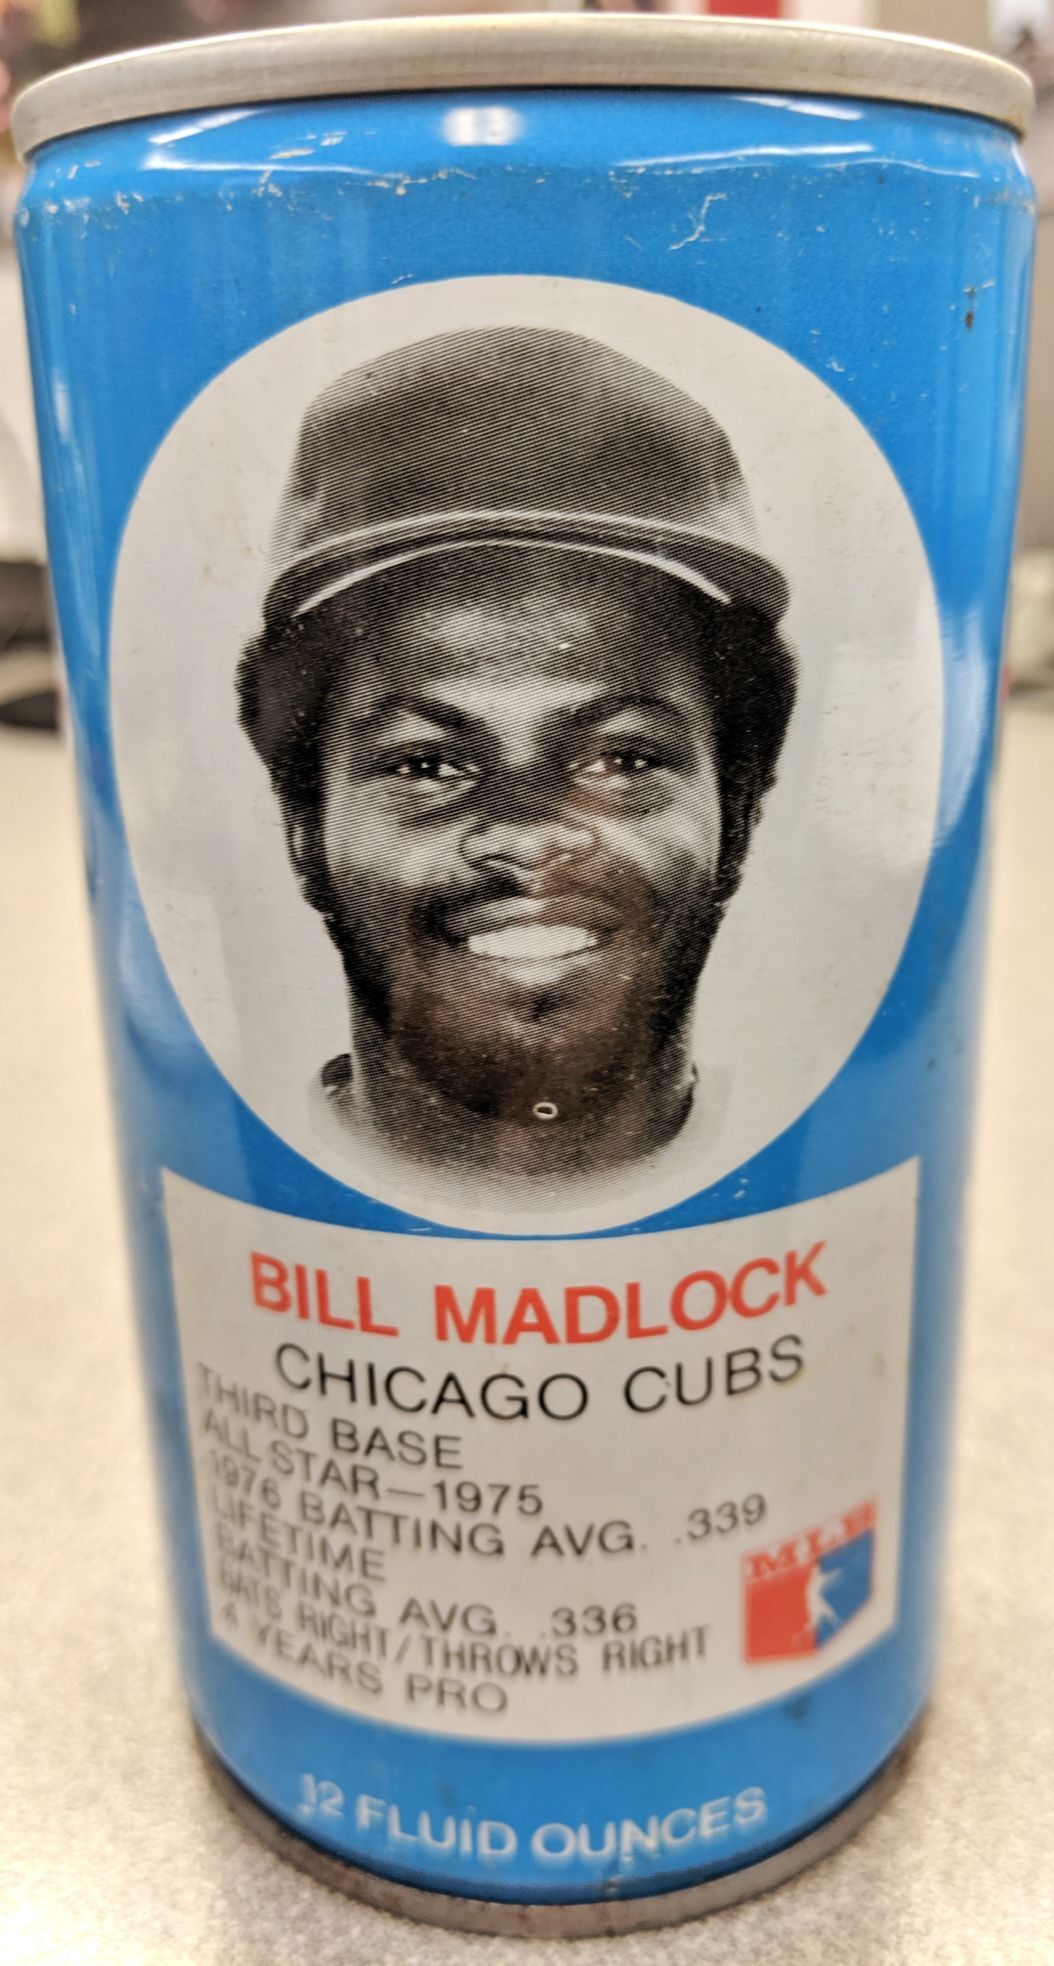 BILL MADLOCK
CHICAGO CUBS
THIRD BASE
ALL STAR—1975
1976 BATTING AVG. .339
LIFETIME
BATTING AVG. .336
BATS RIGHT/THROWS RIGHT
4 YEARS PRO
MLB
12 FLUID OUNCES